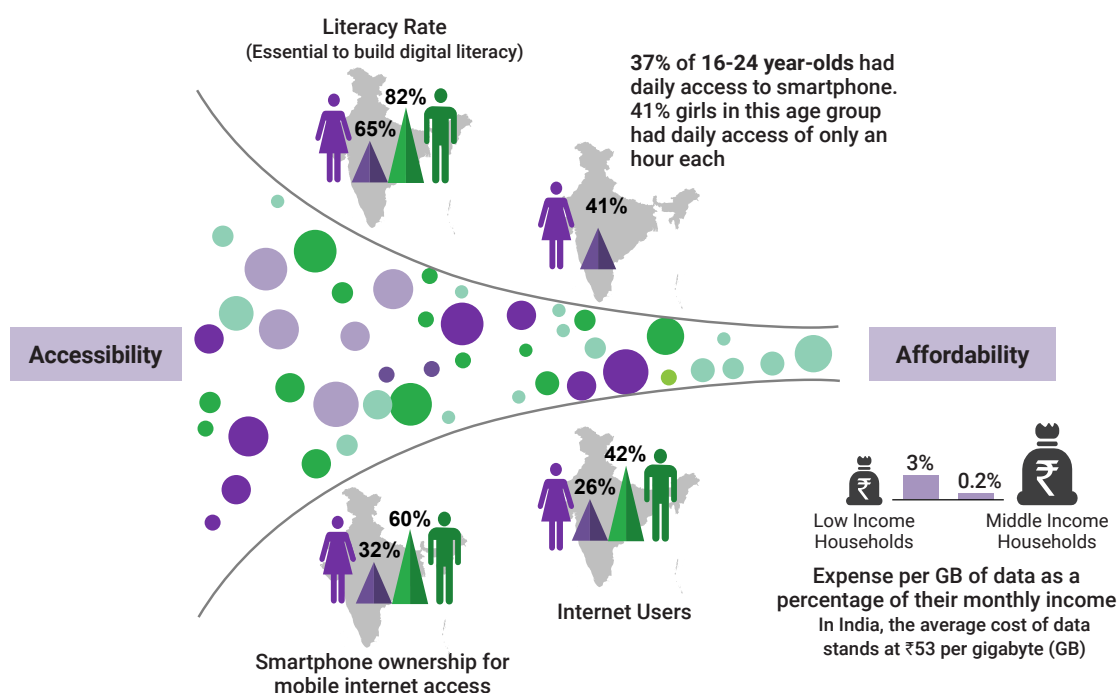 Literacy Rate
(Essential to build digital literacy)
65%
82%
37% of 16-24 year-olds had
daily access to smartphone.
41% girls in this age group
had daily access of only an
hour each
41%
Accessibility
Affordability
32%
60%
Smartphone ownership for
mobile internet access
26%
42%
Internet Users
₹
3%
0.2%
₹
Low Income
Households
Middle Income
Households
Expense per GB of data as a
percentage of their monthly income
In India, the average cost of data
stands at ₹53 per gigabyte (GB)